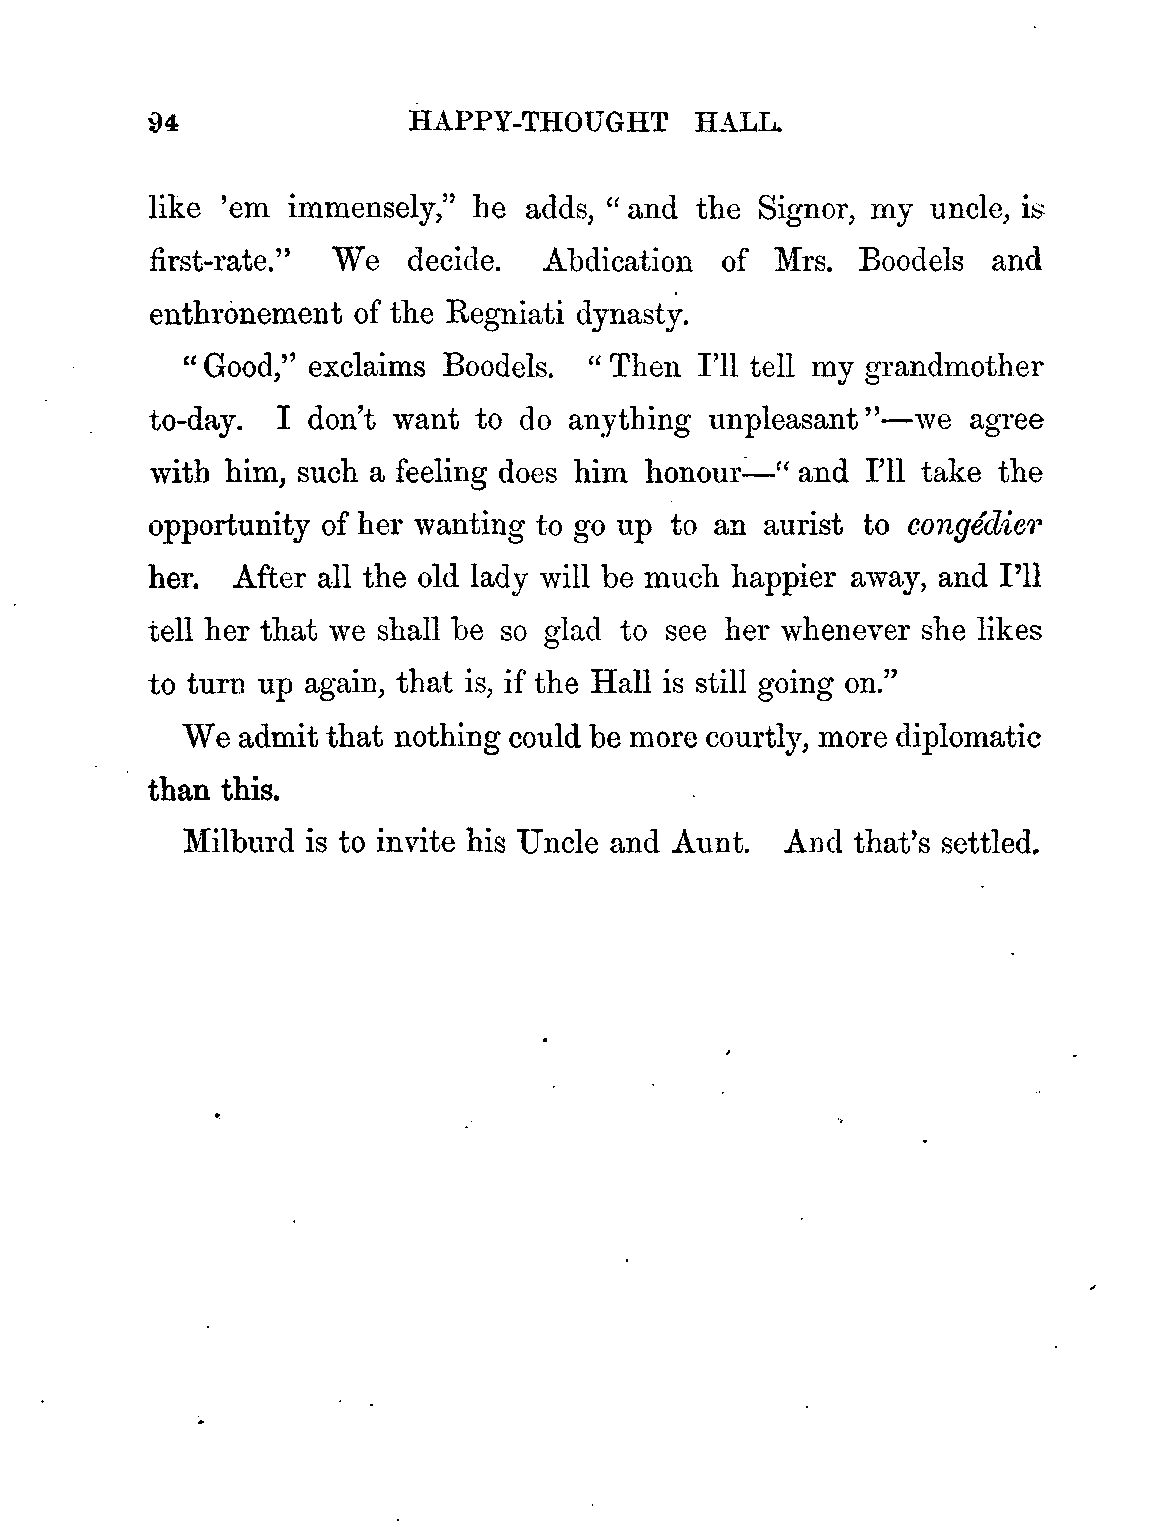 94 HAPPY-THOUGHT HALL.
like 'em immensely,” he adds, “and the Signor, my uncle, is
first-rate.” We decide. Abdication of Mrs. Boodels and
enthronement of the Regniati dynasty.
“Good,” exclaims Boodels. “Then I'll tell my grandmother
to-day. I don't want to do anything unpleasant”—we agree
with him, such a feeling does him honour—“and I'll take the
opportunity of her wanting to go up to an aurist to congédier
her. After all the old lady will be much happier away, and I'll
tell her that we shall be so glad to see her whenever she likes
to turn up again, that is, if the Hall is still going on.”
We admit that nothing could be more courtly, more diplomatic
than this.
Milburd is to invite his Uncle and Aunt. And that's settled.